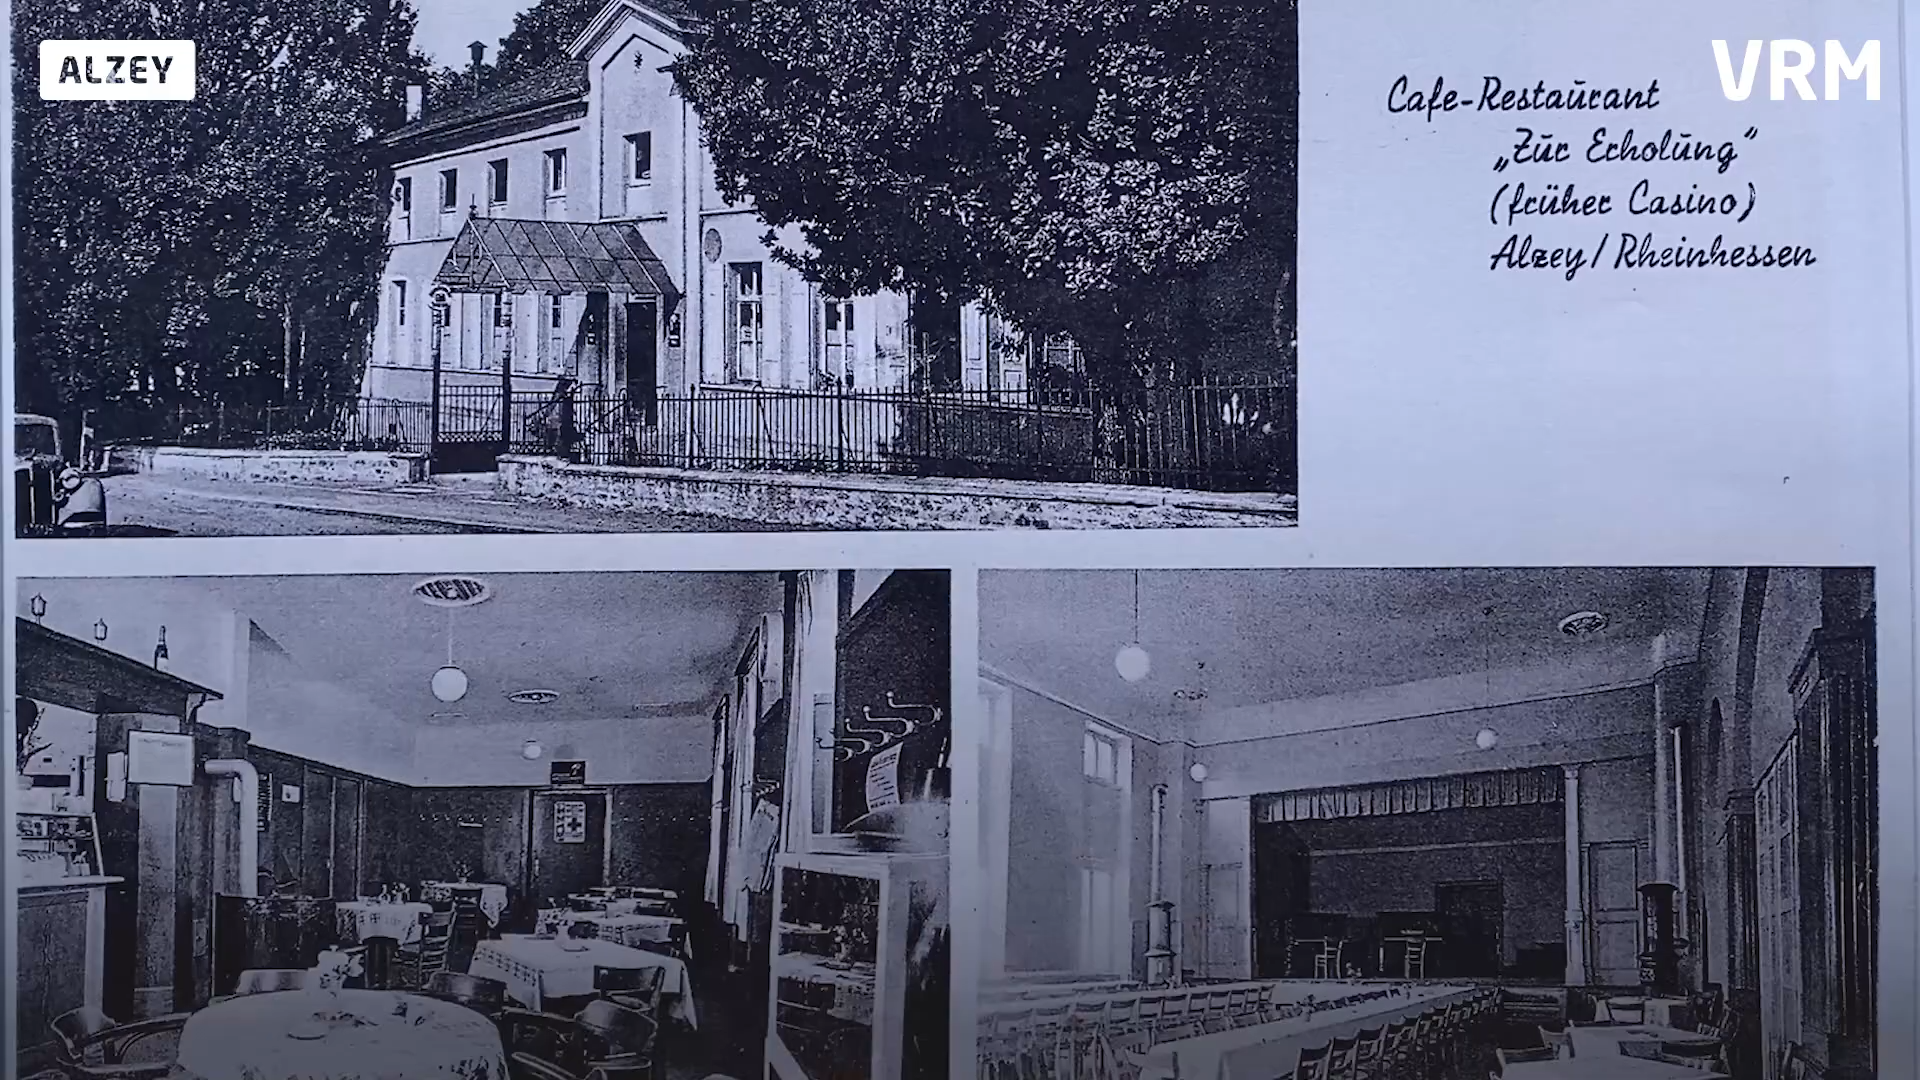 ALZEY
VRM
Cafe-Restaurant
„Zur Erholung“
(früher Casino)
Alzey/Rheinhessen